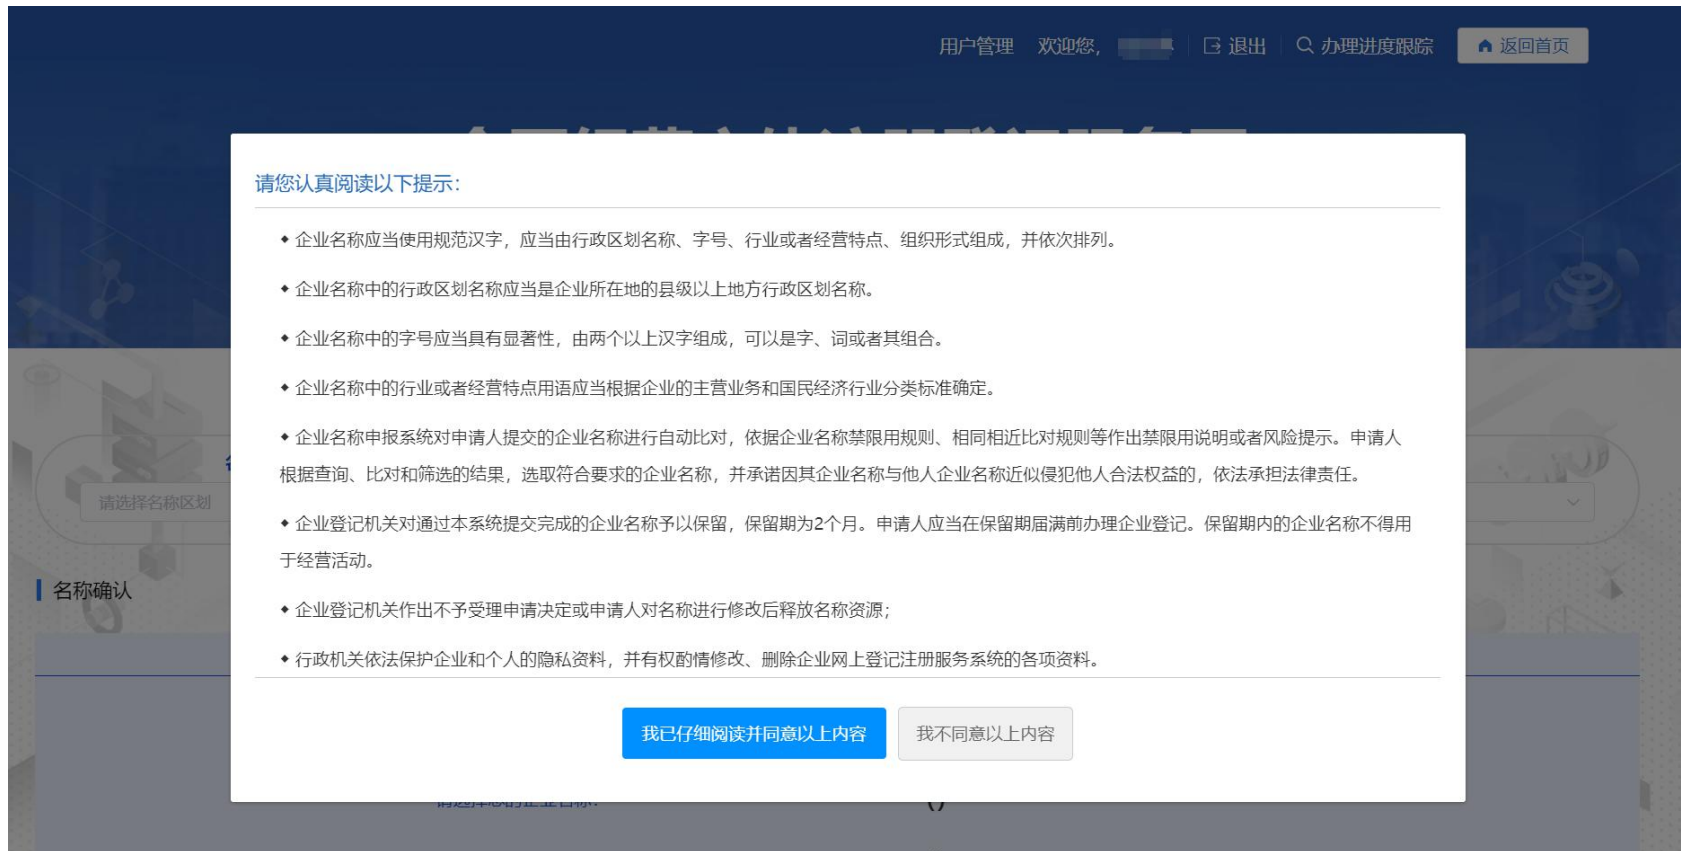 用户管理 欢迎您, 退出 办理进度跟踪 返回首页
请您认真阅读以下提示:
◆ 企业名称应当使用规范汉字，应当由行政区划名称、字号、行业或者经营特点、组织形式组成，并依次排列。
◆ 企业名称中的行政区划名称应当是企业所在地的县级以上地方行政区划名称。
◆ 企业名称中的字号应当具有显著性，由两个以上汉字组成，可以是字、词或者其组合。
◆ 企业名称中的行业或者经营特点用语应当根据企业的主营业务和国民经济行业分类标准确定。
◆ 企业名称申报系统对申请人提交的企业名称进行自动比对，依据企业名称禁限用规则、相同相近比对规则等作出禁限用说明或者风险提示。申请人
根据查询、比对和筛选的结果，选取符合要求的企业名称，并承诺因其企业名称与他人企业名称近似侵犯他人合法权益的，依法承担法律责任。
请选择名称区划
◆ 企业登记机关对通过本系统提交完成的企业名称予以保留，保留期为2个月。申请人应当在保留期届满前办理企业登记。保留期内的企业名称不得用
于经营活动。
名称确认
◆ 企业登记机关作出不予受理申请决定或申请人对名称进行修改后释放名称资源；
◆ 行政机关依法保护企业和个人的隐私资料，并有权酌情修改、删除企业网上登记注册服务系统的各项资料。
我已仔细阅读并同意以上内容 我不同意以上内容